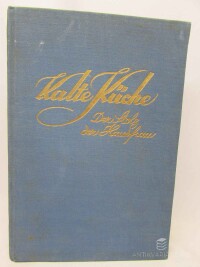 Kalte Küche
Der Stolz
der Hausfrau